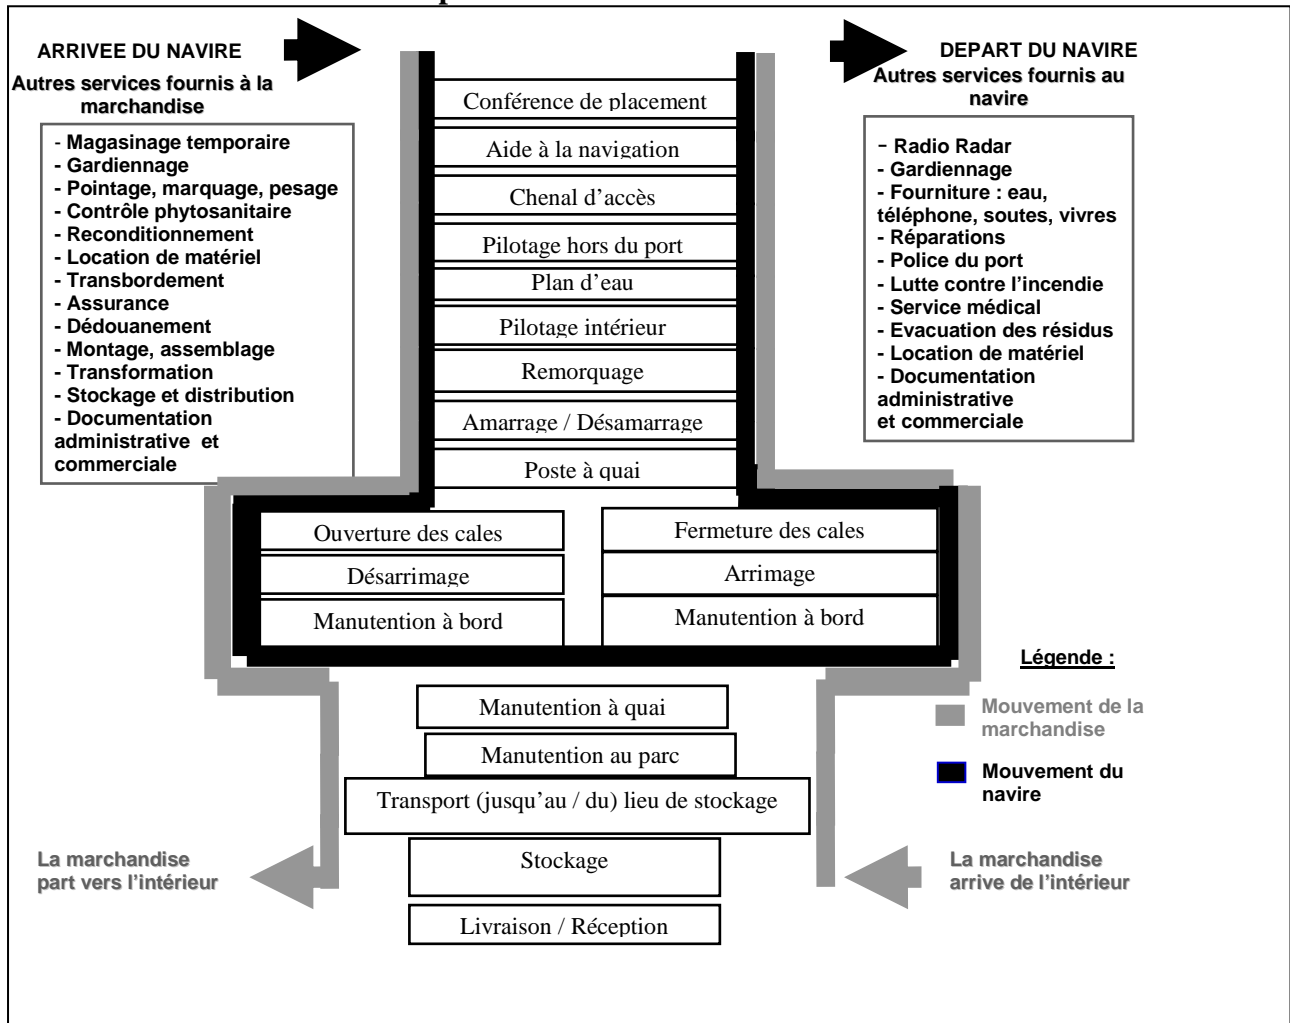 ARRIVEE DU NAVIRE
Autres services fournis à la
marchandise
- Magasinage temporaire
- Gardiennage
- Pointage, marquage, pesage
- Contrôle phytosanitaire
- Reconditionnement
- Location de matériel
- Transbordement
- Assurance
- Dédouanement
- Montage, assemblage
- Transformation
- Stockage et distribution
- Documentation
administrative et
commerciale
Conférence de placement
Aide à la navigation
Chenal d’accès
Pilotage hors du port
Plan d’eau
Pilotage intérieur
Remorquage
Amarrage / Désamarrage
Poste à quai
DEPART DU NAVIRE
Autres services fournis au
navire
- Radio Radar
- Gardiennage
- Fourniture : eau,
téléphone, soutes, vivres
- Réparations
- Police du port
- Lutte contre l’incendie
- Service médical
- Evacuation des résidus
- Location de matériel
- Documentation
administrative
et commerciale
Ouverture des cales
Désarrimage
Manutention à bord
Fermeture des cales
Arrimage
Manutention à bord
Manutention à quai
Manutention au parc
Transport (jusqu’au / du) lieu de stockage
Stockage
Livraison / Réception
Légende :
Mouvement de la
marchandise
Mouvement du
navire
La marchandise
part vers l’intérieur
La marchandise
arrive de l’intérieur